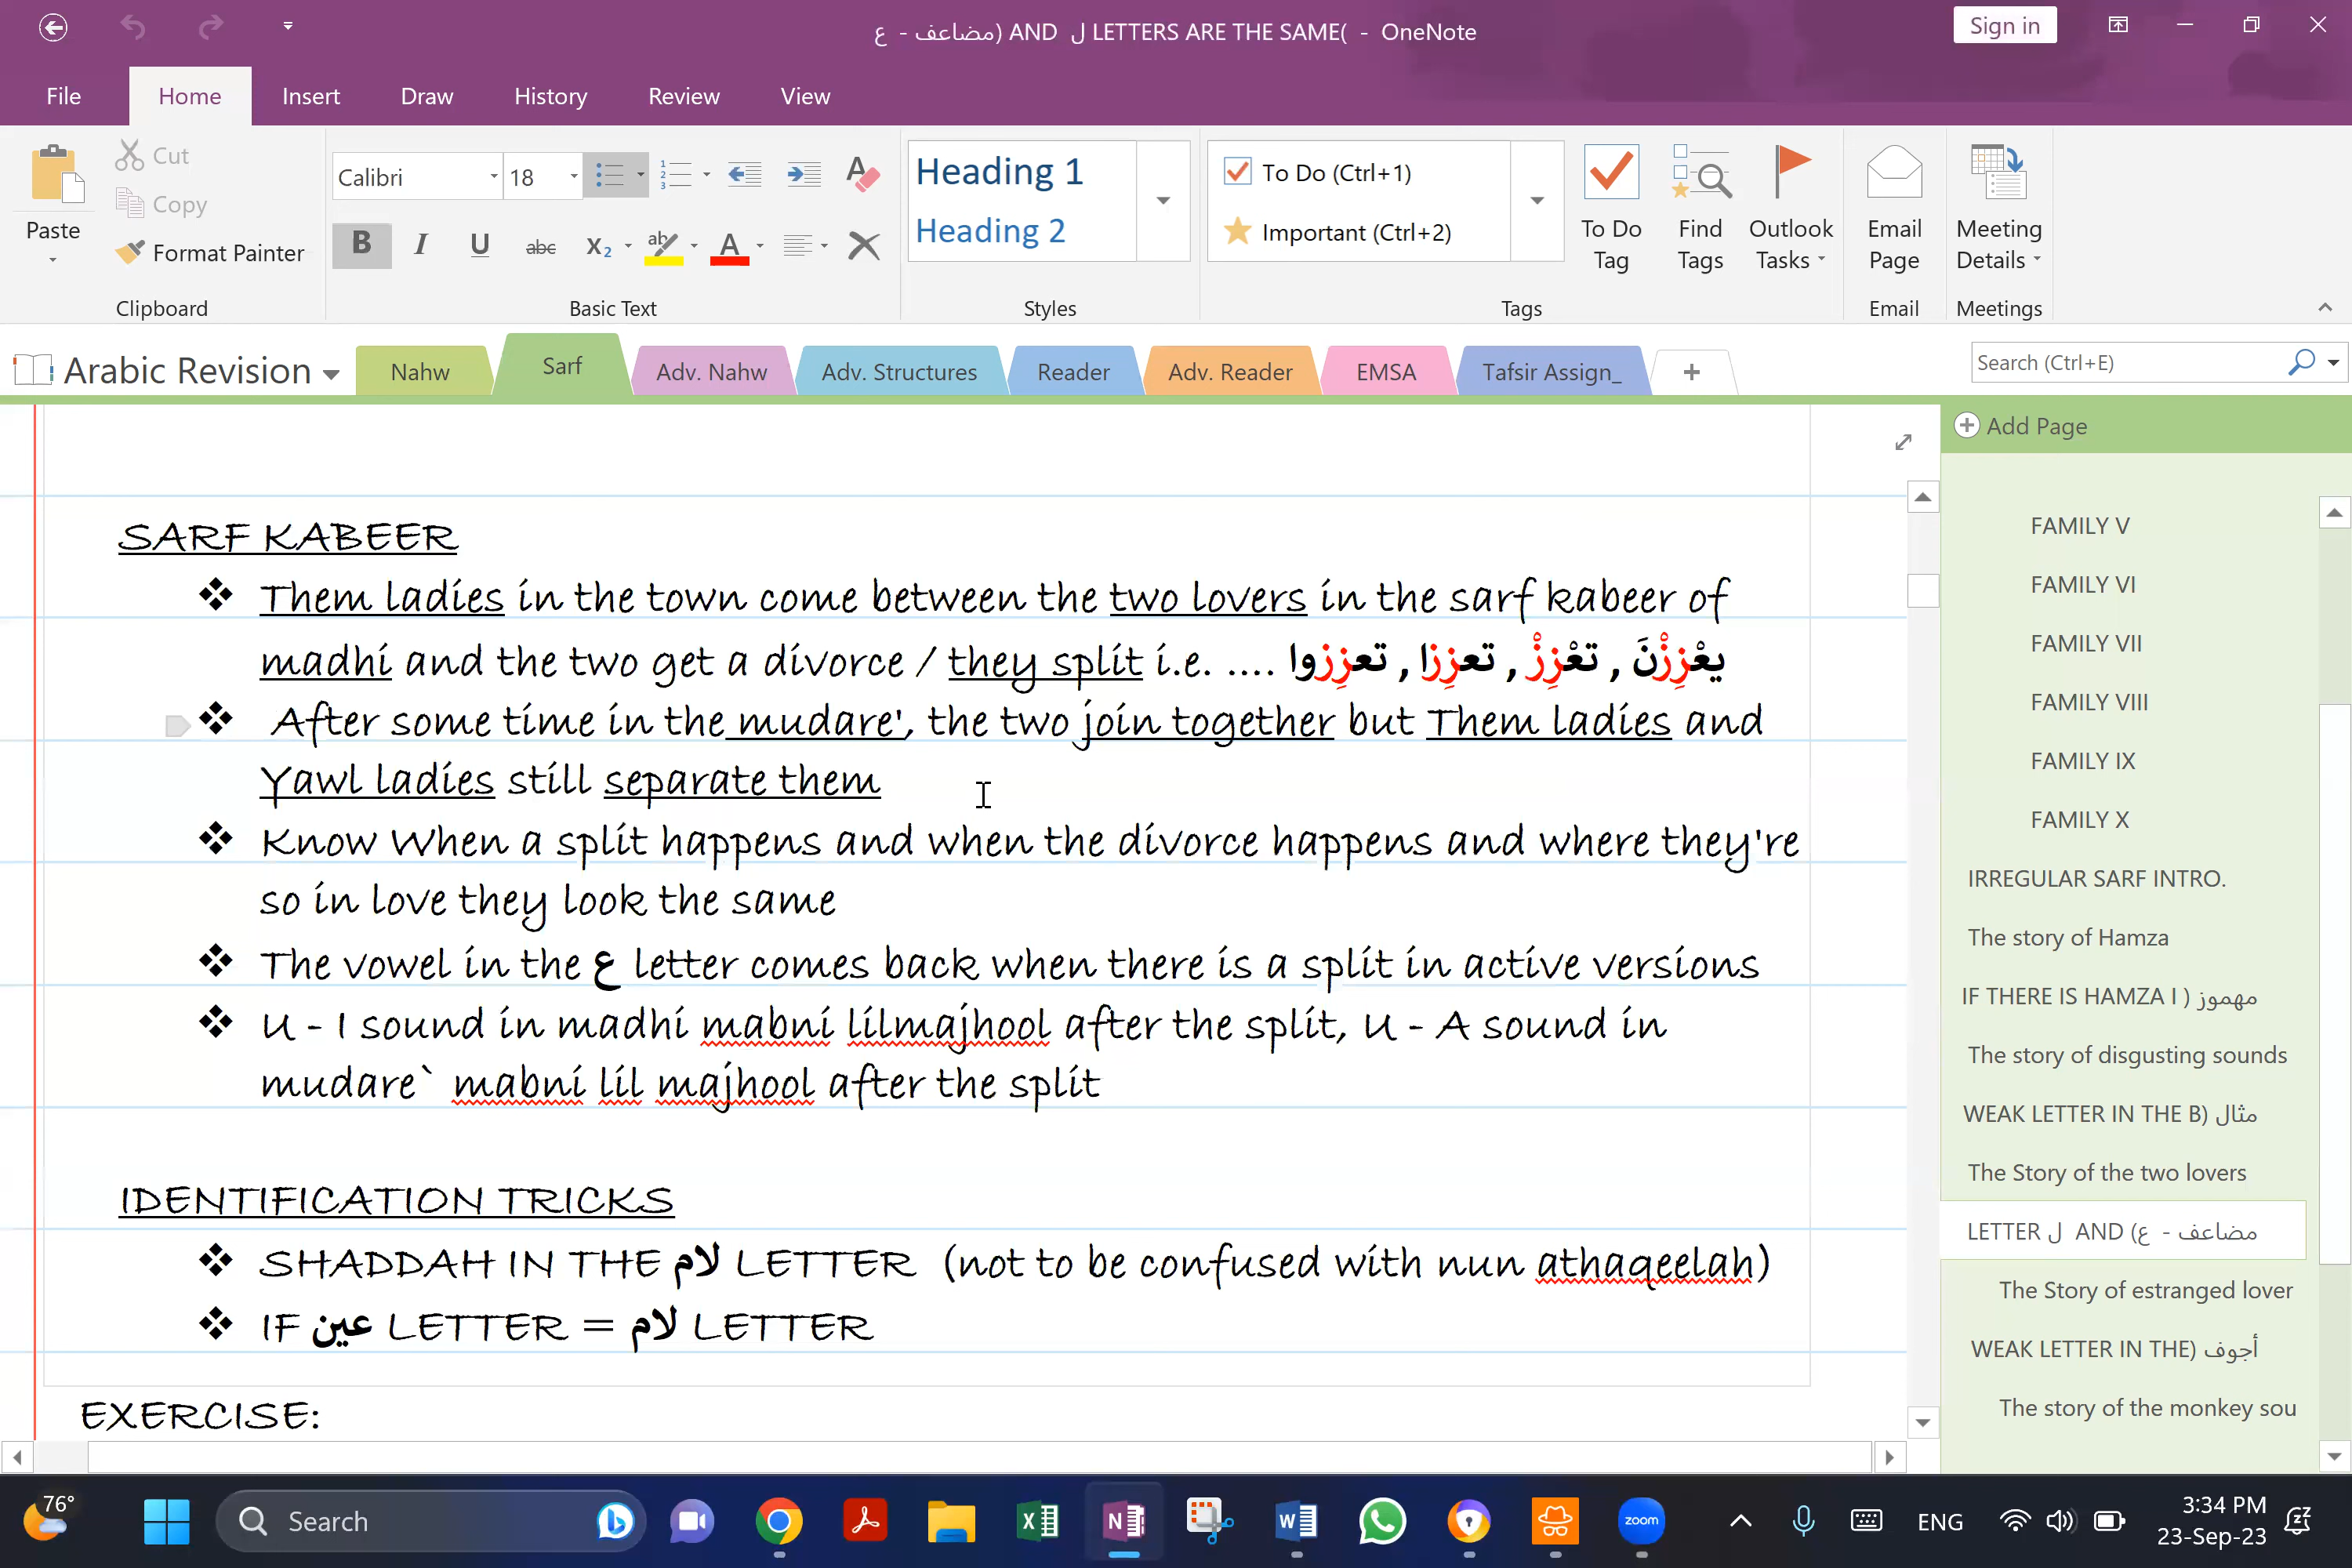 ع - مضاعف) AND ل LETTERS ARE THE SAME( - OneNote
Sign in
File Home Insert Draw History Review View
Paste
Cut
Copy
Format Painter
Clipboard
Calibri 18
B I U abc X₂ ab A
Basic Text
Heading 1
Heading 2
Styles
To Do (Ctrl+1)
Important (Ctrl+2)
To Do Tag
Find Tags
Outlook Tasks
Tags
Email Page
Email
Meeting Details
Meetings
Arabic Revision
Nahw Sarf Adv. Nahw Adv. Structures Reader Adv. Reader EMSA Tafsir Assign_ +
Search (Ctrl+E)
SARF KABEER
❖ Them ladies in the town come between the two lovers in the sarf kabeer of
madhi and the two get a divorce / they split i.e. .... يعْزِزْنَ , تعْزِزْ , تعزِزا , تعزِزوا
❖ After some time in the mudare', the two join together but Them ladies and
Yawl ladies still separate them
❖ Know When a split happens and when the divorce happens and where they're
so in love they look the same
❖ The vowel in the ع letter comes back when there is a split in active versions
❖ U - I sound in madhi mabni lilmajhool after the split, U - A sound in
mudare` mabni lil majhool after the split
IDENTIFICATION TRICKS
❖ SHADDAH IN THE لام LETTER (not to be confused with nun athaqeelah)
❖ IF عين LETTER = لام LETTER
EXERCISE:
Add Page
FAMILY V
FAMILY VI
FAMILY VII
FAMILY VIII
FAMILY IX
FAMILY X
IRREGULAR SARF INTRO.
The story of Hamza
IF THERE IS HAMZA I ) مهموز
The story of disgusting sounds
WEAK LETTER IN THE B) مثال
The Story of the two lovers
LETTER ل AND (ع - مضاعف
The Story of estranged lover
WEAK LETTER IN THE) أجوف
The story of the monkey sou
76°
Search
zoom
ENG
3:34 PM
23-Sep-23